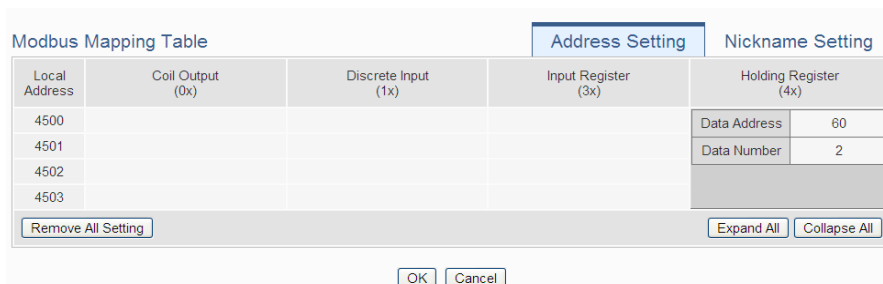 Modbus Mapping Table Address Setting Nickname Setting
Local Address Coil Output (0x) Discrete Input (1x) Input Register (3x) Holding Register (4x)
4500 Data Address 60
4501 Data Number 2
4502
4503
Remove All Setting Expand All Collapse All
OK Cancel